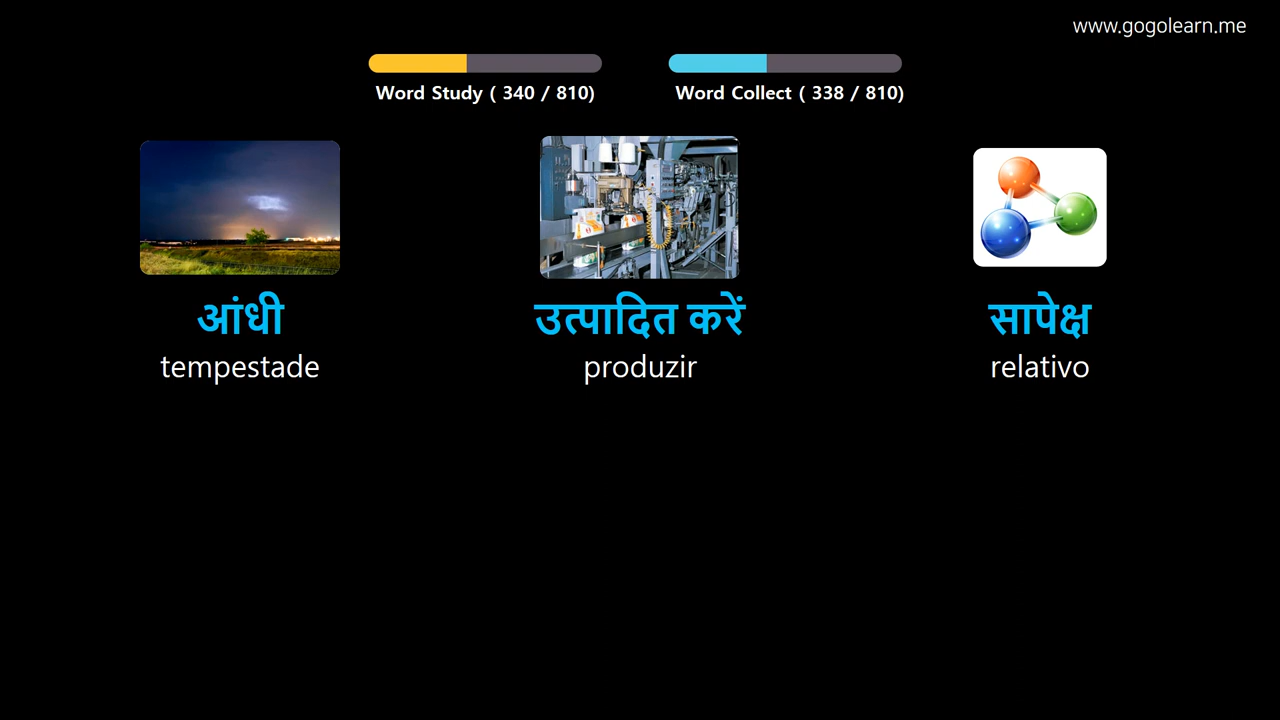 www.gogolearn.me
Word Study ( 340 / 810)
Word Collect ( 338 / 810)
आंधी
उत्पादित करें
सापेक्ष
tempestade
produzir
relativo